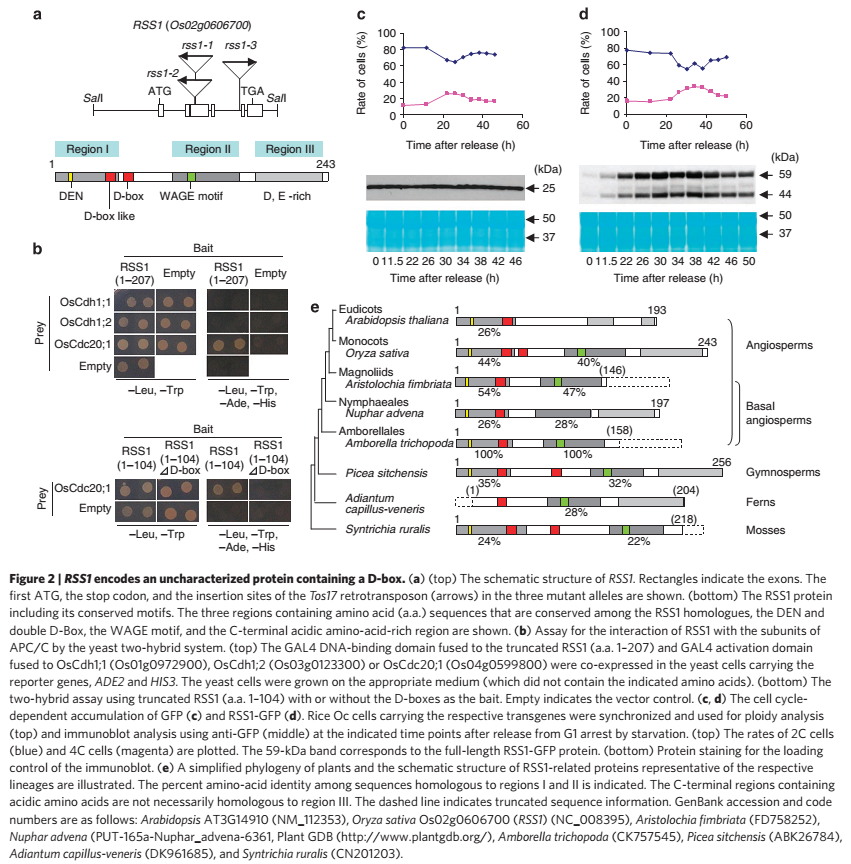 a
RSS1 (Os02g0606700)
rss1-1
rss1-3
rss1-2
ATG
TGA
SalI
SalI
Region I
Region II
Region III
1
243
DEN
D-box
WAGE motif
D, E -rich
D-box like
b
Bait
RSS1
(1–207)
Empty
RSS1
(1–207)
Empty
Prey
OsCdh1;1
OsCdh1;2
OsCdc20;1
Empty
–Leu, –Trp
–Leu, –Trp,
–Ade, –His
Bait
RSS1
(1–104)
RSS1
(1–104)
⊿D-box
RSS1
(1–104)
RSS1
(1–104)
⊿D-box
Prey
OsCdc20;1
Empty
–Leu, –Trp
–Leu, –Trp,
–Ade, –His
c
Rate of cells (%)
100
80
60
40
20
0
0 20 40 60
Time after release (h)
(kDa)
25
50
37
0 11.5 22 26 30 34 38 42 46
Time after release (h)
d
Rate of cells (%)
100
80
60
40
20
0
0 20 40 60
Time after release (h)
(kDa)
59
44
50
37
0 11.5 22 26 30 34 38 42 46 50
Time after release (h)
e
Eudicots
Arabidopsis thaliana
1
193
26%
Monocots
Oryza sativa
1
243
44%
40%
Magnoliids
Aristolochia fimbriata
1
(146)
54%
47%
Nymphaeales
Nuphar advena
1
197
26%
28%
Amborellales
Amborella trichopoda
1
(158)
100%
100%
Picea sitchensis
1
256
35%
32%
Adiantum
capillus-veneris
(1)
(204)
28%
Syntrichia ruralis
1
(218)
24%
22%
Angiosperms
Basal
angiosperms
Gymnosperms
Ferns
Mosses
Figure 2 | RSS1 encodes an uncharacterized protein containing a D-box. (a) (top) The schematic structure of RSS1. Rectangles indicate the exons. The
first ATG, the stop codon, and the insertion sites of the Tos17 retrotransposon (arrows) in the three mutant alleles are shown. (bottom) The RSS1 protein
including its conserved motifs. The three regions containing amino acid (a.a.) sequences that are conserved among the RSS1 homologues, the DEN and
double D-Box, the WAGE motif, and the C-terminal acidic amino-acid-rich region are shown. (b) Assay for the interaction of RSS1 with the subunits of
APC/C by the yeast two-hybrid system. (top) The GAL4 DNA-binding domain fused to the truncated RSS1 (a.a. 1–207) and GAL4 activation domain
fused to OsCdh1;1 (Os01g0972900), OsCdh1;2 (Os03g0123300) or OsCdc20;1 (Os04g0599800) were co-expressed in the yeast cells carrying the
reporter genes, ADE2 and HIS3. The yeast cells were grown on the appropriate medium (which did not contain the indicated amino acids). (bottom) The
two-hybrid assay using truncated RSS1 (a.a. 1–104) with or without the D-boxes as the bait. Empty indicates the vector control. (c, d) The cell cycle-
dependent accumulation of GFP (c) and RSS1-GFP (d). Rice Oc cells carrying the respective transgenes were synchronized and used for ploidy analysis
(top) and immunoblot analysis using anti-GFP (middle) at the indicated time points after release from G1 arrest by starvation. (top) The rates of 2C cells
(blue) and 4C cells (magenta) are plotted. The 59-kDa band corresponds to the full-length RSS1-GFP protein. (bottom) Protein staining for the loading
control of the immunoblot. (e) A simplified phylogeny of plants and the schematic structure of RSS1-related proteins representative of the respective
lineages are illustrated. The percent amino-acid identity among sequences homologous to regions I and II is indicated. The C-terminal regions containing
acidic amino acids are not necessarily homologous to region III. The dashed line indicates truncated sequence information. GenBank accession and code
numbers are as follows: Arabidopsis AT3G14910 (NM_112353), Oryza sativa Os02g0606700 (RSS1) (NC_008395), Aristolochia fimbriata (FD758252),
Nuphar advena (PUT-165a-Nuphar_advena-6361, Plant GDB (http://www.plantgdb.org/), Amborella trichopoda (CK757545), Picea sitchensis (ABK26784),
Adiantum capillus-veneris (DK961685), and Syntrichia ruralis (CN201203).